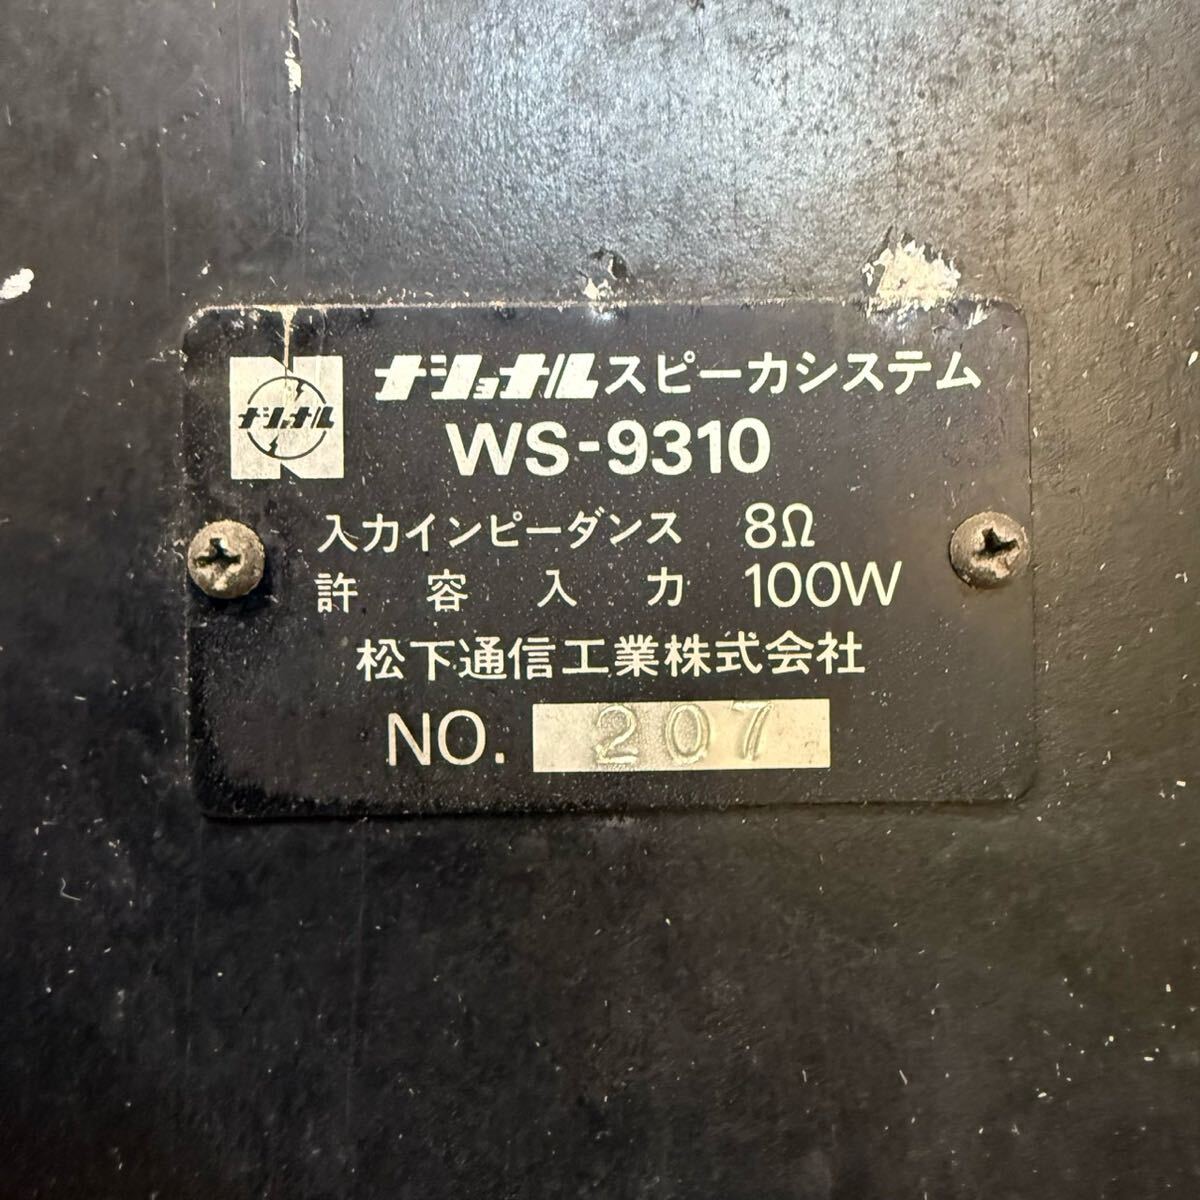 ナショナル
ナショナルスピーカシステム
WS-9310
入力インピーダンス 8Ω
許容入力 100W
松下通信工業株式会社
NO. 207